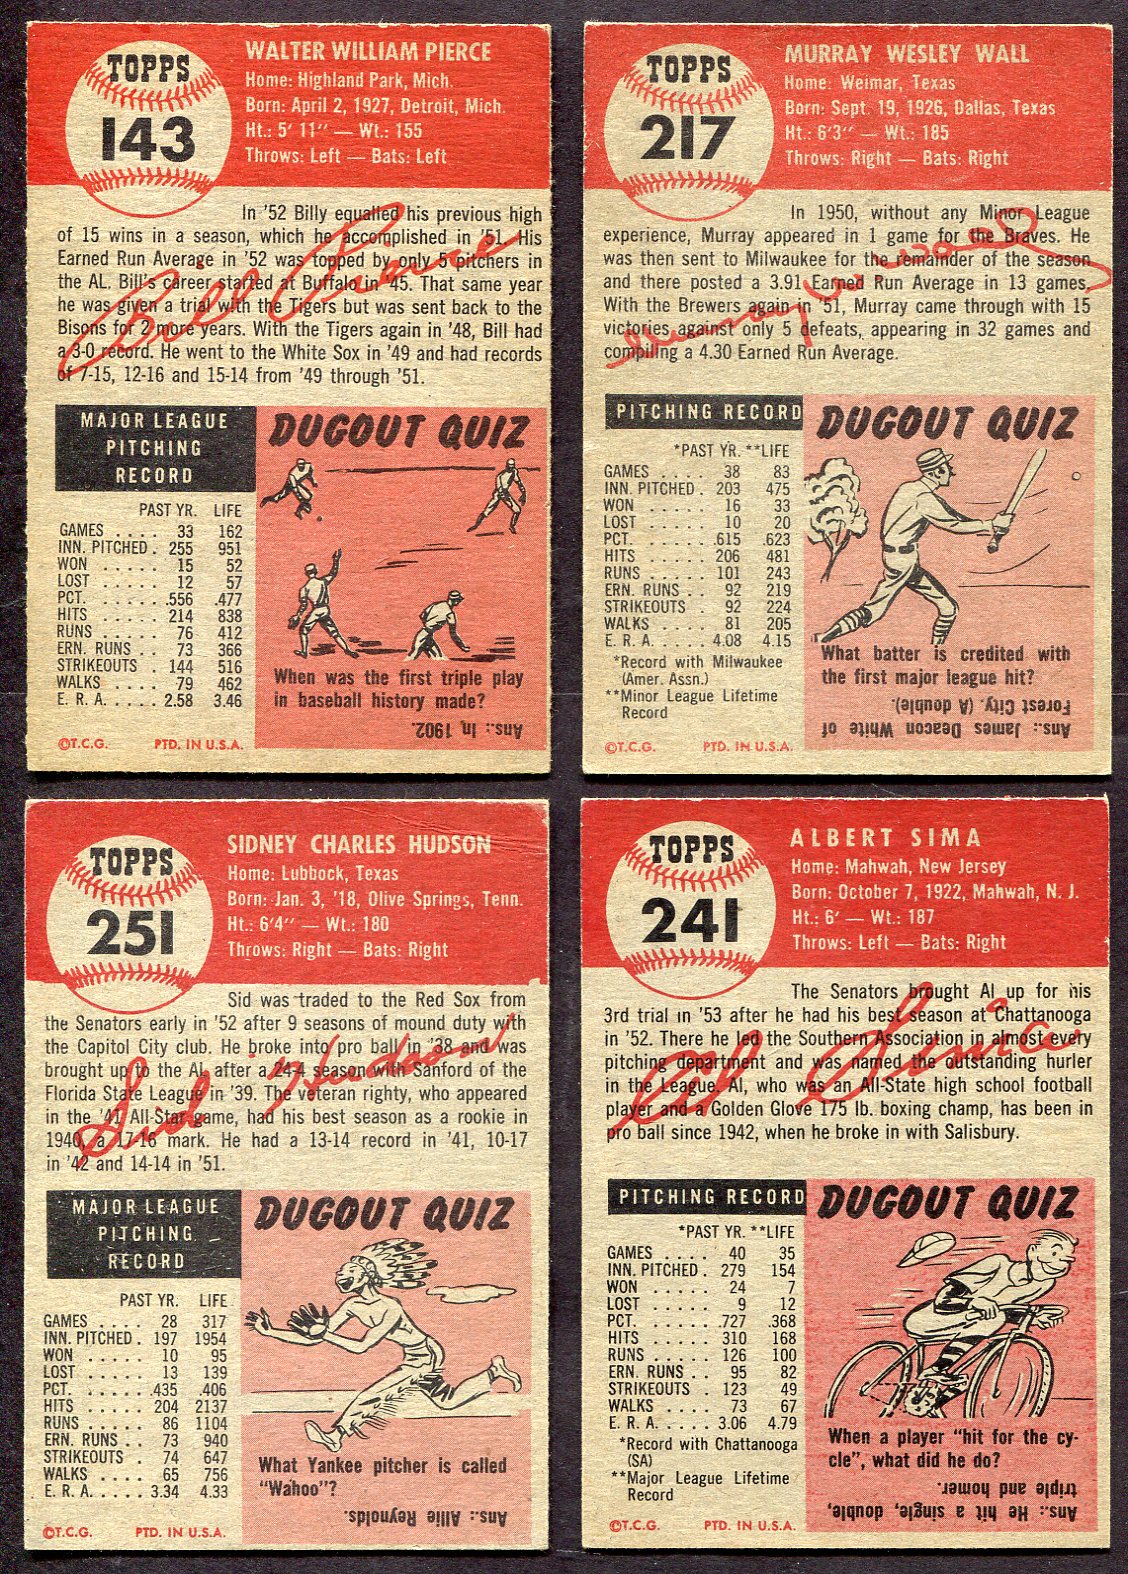 TOPPS
143
WALTER WILLIAM PIERCE
Home: Highland Park, Mich.
Born: April 2, 1927, Detroit, Mich.
Ht.: 5' 11" — Wt.: 155
Throws: Left — Bats: Left
In '52 Billy equalled his previous high
of 15 wins in a season, which he accomplished in '51. His
Earned Run Average in '52 was topped by only 5 pitchers in
the AL. Bill's career started at Buffalo in '45. That same year
he was given a trial with the Tigers but was sent back to the
Bisons for 2 more years. With the Tigers again in '48, Bill had
a 3-0 record. He went to the White Sox in '49 and had records
of 7-15, 12-16 and 15-14 from '49 through '51.
Bill Pierce
MAJOR LEAGUE
PITCHING
RECORD
PAST YR. LIFE
GAMES . . . . 33 162
INN. PITCHED . 255 951
WON . . . . . 15 52
LOST . . . . . 12 57
PCT. . . . . . .556 .477
HITS . . . . . 214 838
RUNS . . . . . 76 412
ERN. RUNS . . 73 366
STRIKEOUTS . 144 516
WALKS . . . . 79 462
E. R. A. . . . . 2.58 3.46
©T.C.G. PTD. IN U.S.A.
DUGOUT QUIZ
When was the first triple play
in baseball history made?
Ans.: In 1902.
TOPPS
217
MURRAY WESLEY WALL
Home: Weimar, Texas
Born: Sept. 19, 1926, Dallas, Texas
Ht.: 6'3" — Wt.: 185
Throws: Right — Bats: Right
In 1950, without any Minor League
experience, Murray appeared in 1 game for the Braves. He
was then sent to Milwaukee for the remainder of the season
and there posted a 3.91 Earned Run Average in 13 games.
With the Brewers again in '51, Murray came through with 15
victories against only 5 defeats, appearing in 32 games and
compiling a 4.30 Earned Run Average.
Murray Wall
PITCHING RECORD
*PAST YR. **LIFE
GAMES . . . . 38 83
INN. PITCHED . 203 475
WON . . . . . 16 33
LOST . . . . . 10 20
PCT. . . . . . .615 .623
HITS . . . . . 206 481
RUNS . . . . . 101 243
ERN. RUNS . . 92 219
STRIKEOUTS . 92 224
WALKS . . . . 81 205
E. R. A. . . . . 4.08 4.15
*Record with Milwaukee
(Amer. Assn.)
**Minor League Lifetime
Record
©T.C.G. PTD. IN U.S.A.
DUGOUT QUIZ
What batter is credited with
the first major league hit?
Ans.: James Deacon White of
Forest City. (A double).
TOPPS
251
SIDNEY CHARLES HUDSON
Home: Lubbock, Texas
Born: Jan. 3, '18, Olive Springs, Tenn.
Ht.: 6'4" — Wt.: 180
Throws: Right — Bats: Right
Sid was traded to the Red Sox from
the Senators early in '52 after 9 seasons of mound duty with
the Capitol City club. He broke into pro ball in '38 and was
brought up to the AL after a 24-4 season with Sanford of the
Florida State League in '39. The veteran righty, who appeared
in the '41 All-Star game, had his best season as a rookie in
1940, a 17-16 mark. He had a 13-14 record in '41, 10-17
in '42 and 14-14 in '51.
Sid Hudson
MAJOR LEAGUE
PITCHING
RECORD
PAST YR. LIFE
GAMES . . . . 28 317
INN. PITCHED . 197 1954
WON . . . . . 10 95
LOST . . . . . 13 139
PCT. . . . . . .435 .406
HITS . . . . . 204 2137
RUNS . . . . . 86 1104
ERN. RUNS . . 73 940
STRIKEOUTS . 74 647
WALKS . . . . 65 756
E. R. A. . . . . 3.34 4.33
©T.C.G. PTD. IN U.S.A.
DUGOUT QUIZ
What Yankee pitcher is called
"Wahoo"?
Ans.: Allie Reynolds.
TOPPS
241
ALBERT SIMA
Home: Mahwah, New Jersey
Born: October 7, 1922, Mahwah, N. J.
Ht.: 6' — Wt.: 187
Throws: Left — Bats: Right
The Senators brought Al up for his
3rd trial in '53 after he had his best season at Chattanooga
in '52. There he led the Southern Association in almost every
pitching department and was named the outstanding hurler
in the League. Al, who was an All-State high school football
player and a Golden Glove 175 lb. boxing champ, has been in
pro ball since 1942, when he broke in with Salisbury.
Al Sima
PITCHING RECORD
*PAST YR. **LIFE
GAMES . . . . 40 35
INN. PITCHED . 279 154
WON . . . . . 24 7
LOST . . . . . 9 12
PCT. . . . . . .727 .368
HITS . . . . . 310 168
RUNS . . . . . 126 100
ERN. RUNS . . 95 82
STRIKEOUTS . 123 49
WALKS . . . . 73 67
E. R. A. . . . . 3.06 4.79
*Record with Chattanooga
(SA)
**Major League Lifetime
Record
©T.C.G. PTD. IN U.S.A.
DUGOUT QUIZ
When a player "hit for the cy-
cle", what did he do?
Ans.: He hit a single, double,
triple and homer.